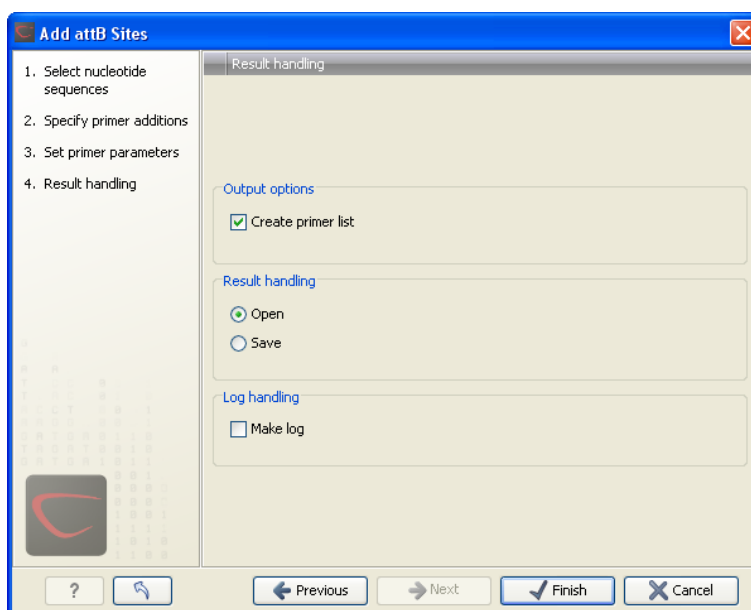 Add attB Sites
1. Select nucleotide
sequences
2. Specify primer additions
3. Set primer parameters
4. Result handling
Result handling
Output options
Create primer list
Result handling
Open
Save
Log handling
Make log
?
Previous
Next
Finish
Cancel